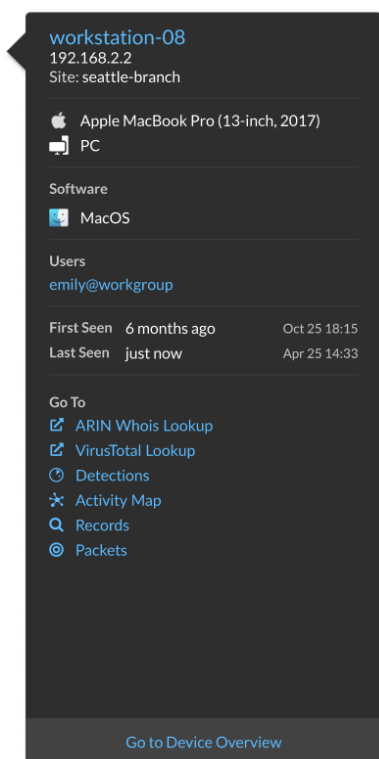 workstation-08
192.168.2.2
Site: seattle-branch
Apple MacBook Pro (13-inch, 2017)
PC
Software
MacOS
Users
emily@workgroup
First Seen 6 months ago Oct 25 18:15
Last Seen just now Apr 25 14:33
Go To
ARIN Whois Lookup
VirusTotal Lookup
Detections
Activity Map
Records
Packets
Go to Device Overview